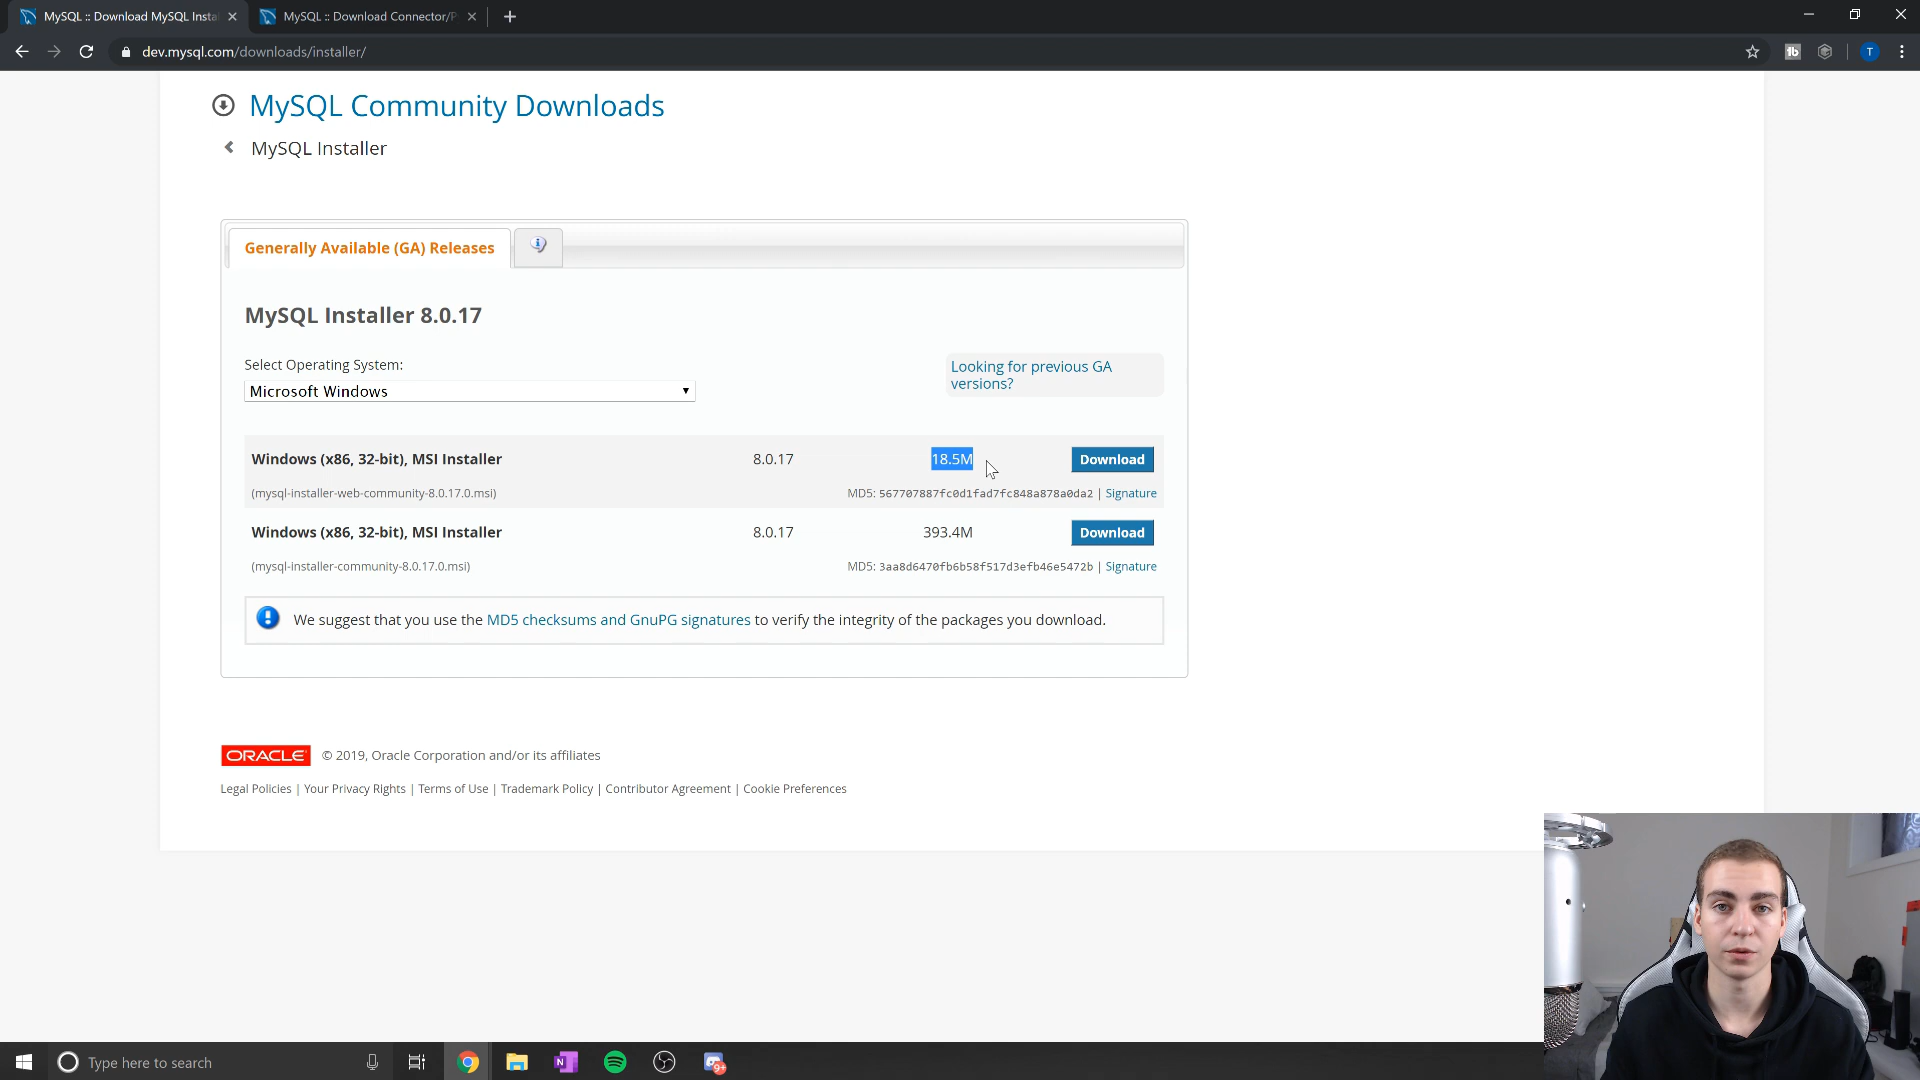 MySQL :: Download MySQL Insta
MySQL :: Download Connector/P
dev.mysql.com/downloads/installer/
T
MySQL Community Downloads
MySQL Installer
Generally Available (GA) Releases
MySQL Installer 8.0.17
Select Operating System:
Looking for previous GA
versions?
Microsoft Windows
Windows (x86, 32-bit), MSI Installer 8.0.17 18.5M Download
(mysql-installer-web-community-8.0.17.0.msi) MD5: 567707887fc0d1fad7fc848a878a0da2 | Signature
Windows (x86, 32-bit), MSI Installer 8.0.17 393.4M Download
(mysql-installer-community-8.0.17.0.msi) MD5: 3aa8d6470fb6b58f517d3efb46e5472b | Signature
We suggest that you use the MD5 checksums and GnuPG signatures to verify the integrity of the packages you download.
ORACLE © 2019, Oracle Corporation and/or its affiliates
Legal Policies | Your Privacy Rights | Terms of Use | Trademark Policy | Contributor Agreement | Cookie Preferences
Type here to search
N
9+